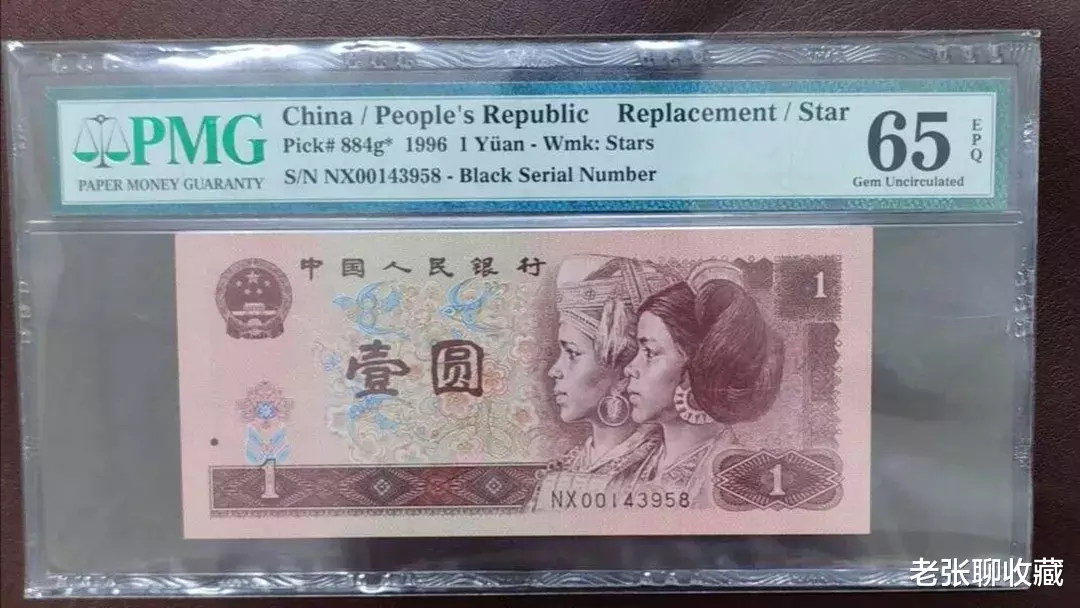 PMG
PAPER MONEY GUARANTY
China / People's Republic Replacement / Star
Pick# 884g* 1996 1 Yüan - Wmk: Stars
S/N NX00143958 - Black Serial Number
65
EPQ
Gem Uncirculated
中国人民银行
1
壹圆
1
1
NX00143958
老张聊收藏